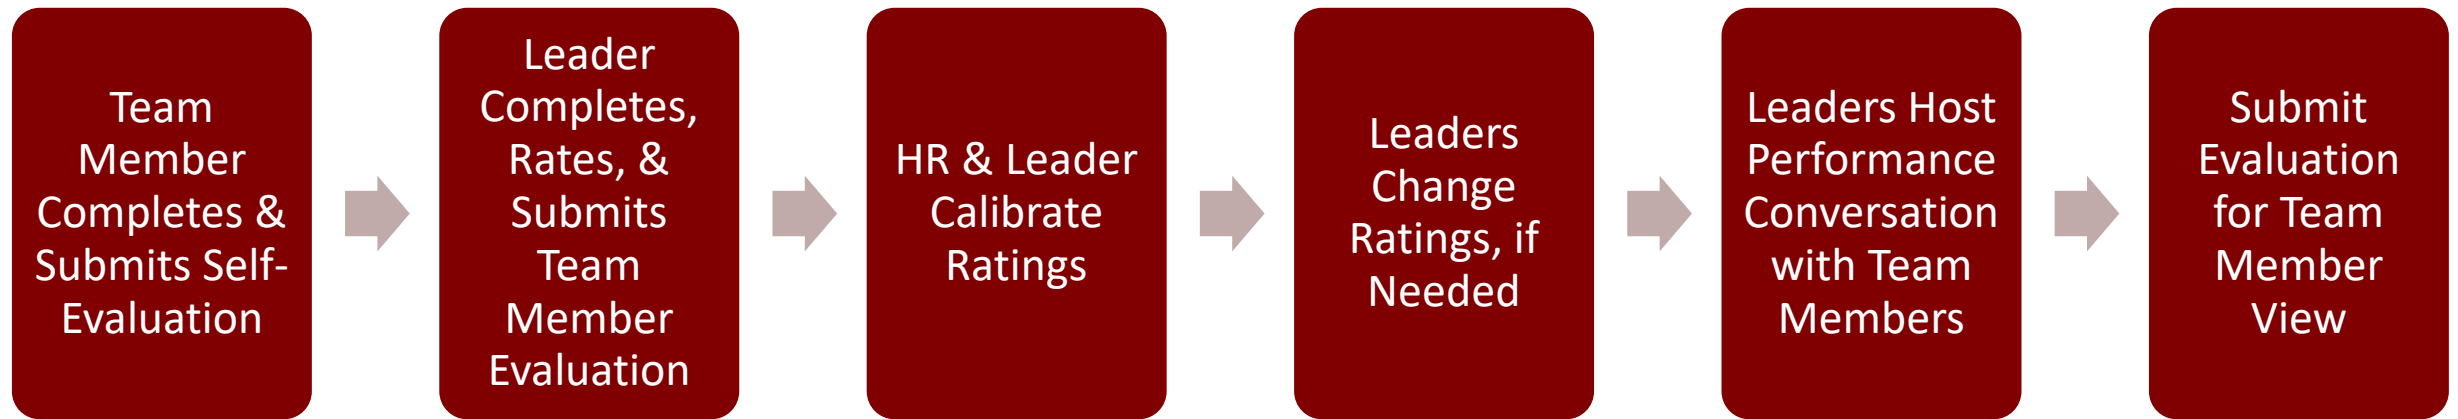 Team
Member
Completes &
Submits Self-
Evaluation
Leader
Completes,
Rates, &
Submits
Team
Member
Evaluation
HR & Leader
Calibrate
Ratings
Leaders
Change
Ratings, if
Needed
Leaders Host
Performance
Conversation
with Team
Members
Submit
Evaluation
for Team
Member
View